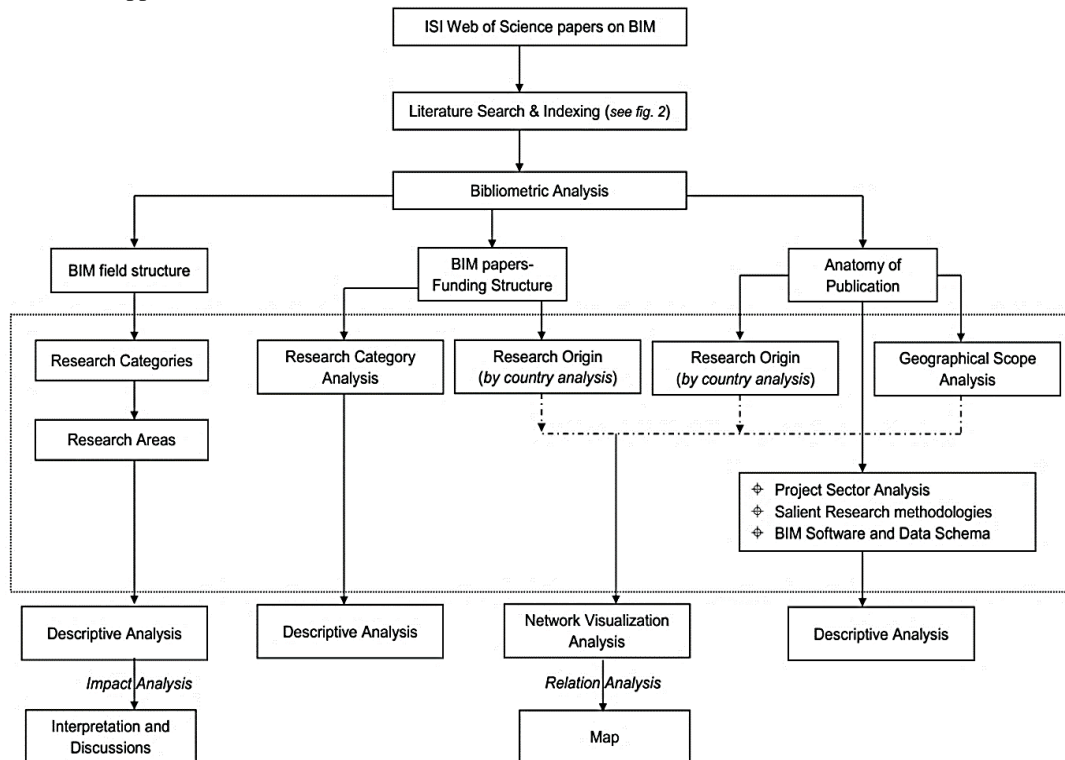 ISI Web of Science papers on BIM
Literature Search & Indexing (see fig. 2)
Bibliometric Analysis
BIM field structure
BIM papers-
Funding Structure
Anatomy of
Publication
Research Categories
Research Category
Analysis
Research Origin
(by country analysis)
Research Origin
(by country analysis)
Geographical Scope
Analysis
Research Areas
Project Sector Analysis
Salient Research methodologies
BIM Software and Data Schema
Descriptive Analysis
Descriptive Analysis
Network Visualization
Analysis
Descriptive Analysis
Impact Analysis
Relation Analysis
Interpretation and
Discussions
Map